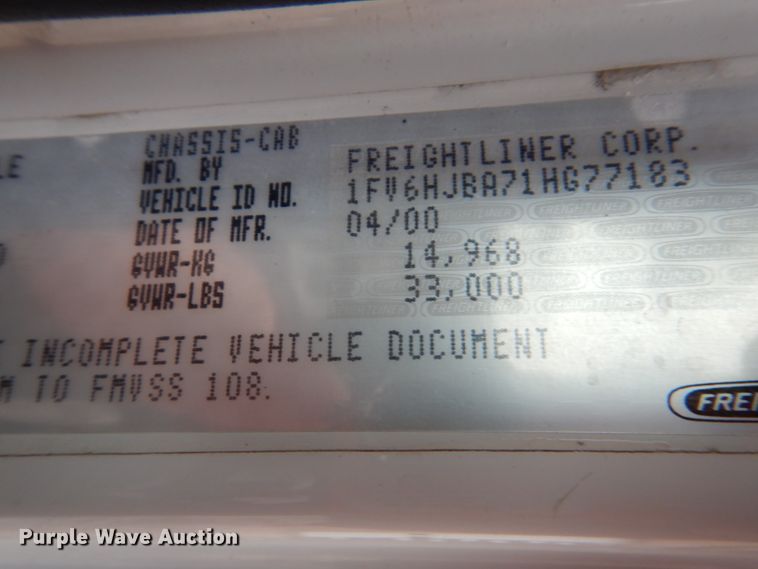 CHASSIS-CAB
LE MFD. BY FREIGHTLINER CORP.
VEHICLE ID NO. 1FV6HJBA71HG77183
DATE OF MFR. 04/00
GVWR-KG 14,968
GVWR-LBS 33,000
INCOMPLETE VEHICLE DOCUMENT
M TO FMVSS 108.
FREI
Purple Wave Auction